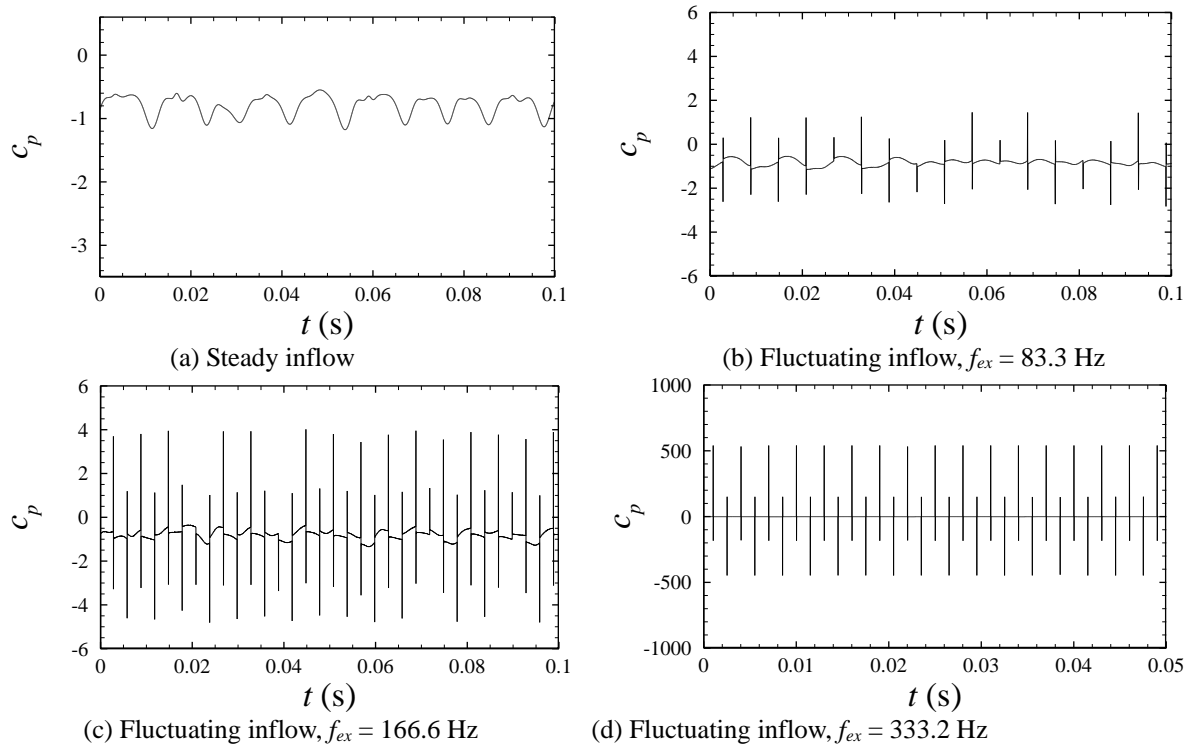 0
-1
-2
-3
c_p
0 0.02 0.04 0.06 0.08 0.1
t (s)
(a) Steady inflow
6
4
2
0
-2
-4
-6
c_p
0 0.02 0.04 0.06 0.08 0.1
t (s)
(b) Fluctuating inflow, f_ex = 83.3 Hz
6
4
2
0
-2
-4
-6
c_p
0 0.02 0.04 0.06 0.08 0.1
t (s)
(c) Fluctuating inflow, f_ex = 166.6 Hz
1000
500
0
-500
-1000
c_p
0 0.01 0.02 0.03 0.04 0.05
t (s)
(d) Fluctuating inflow, f_ex = 333.2 Hz